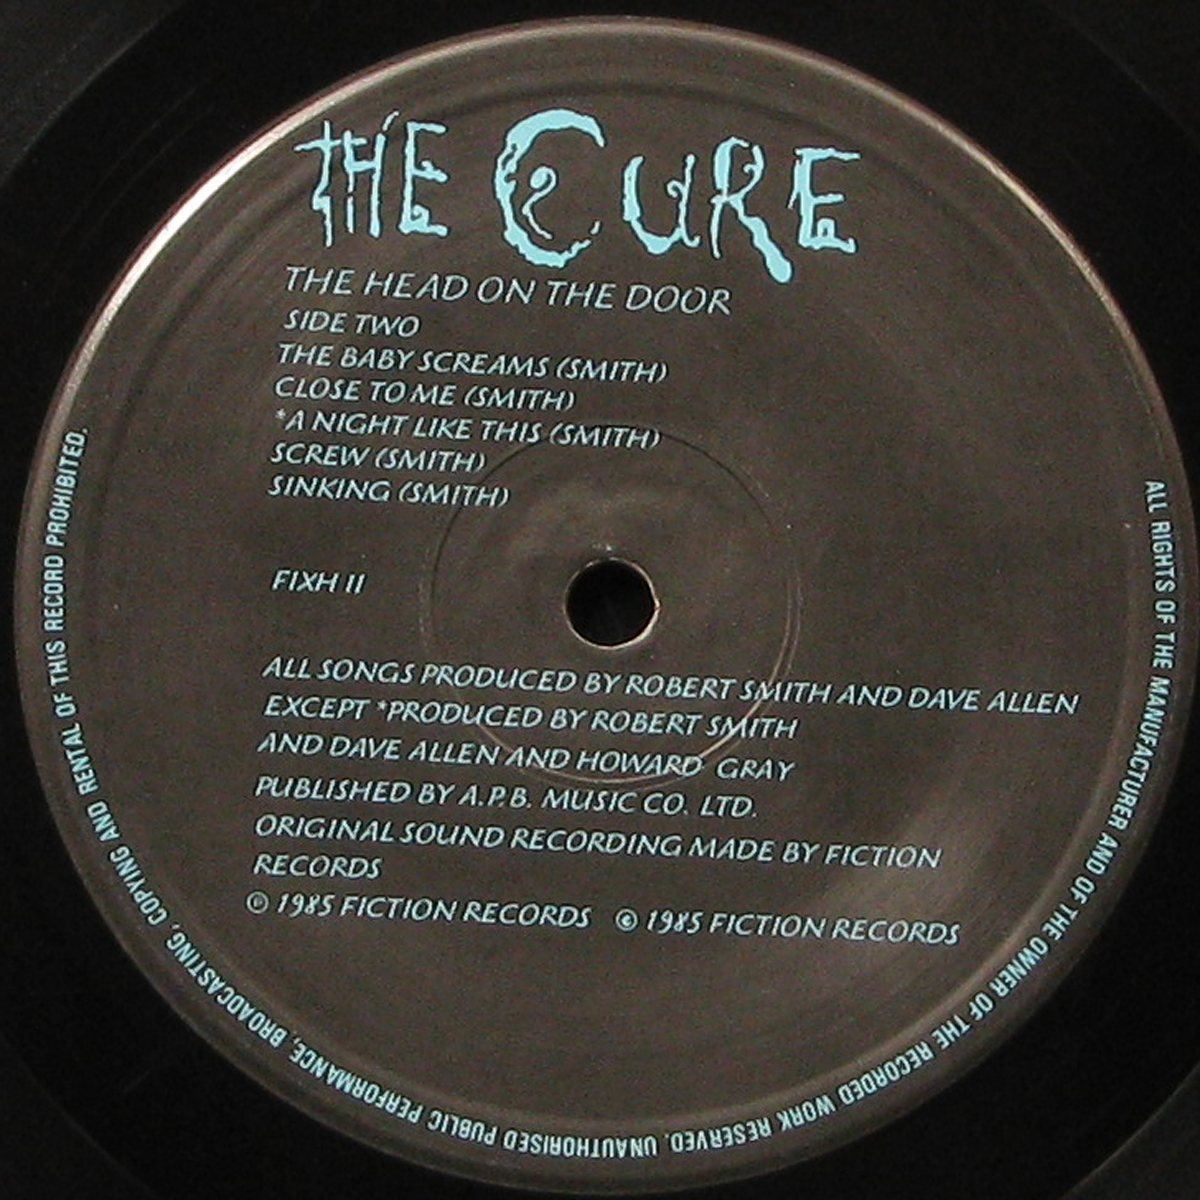 THE CURE
THE HEAD ON THE DOOR
SIDE TWO
THE BABY SCREAMS (SMITH)
CLOSE TO ME (SMITH)
*A NIGHT LIKE THIS (SMITH)
SCREW (SMITH)
SINKING (SMITH)
FIXH 11
ALL SONGS PRODUCED BY ROBERT SMITH AND DAVE ALLEN
EXCEPT *PRODUCED BY ROBERT SMITH
AND DAVE ALLEN AND HOWARD GRAY
PUBLISHED BY A.P.B. MUSIC CO. LTD.
ORIGINAL SOUND RECORDING MADE BY FICTION
RECORDS
℗ 1985 FICTION RECORDS © 1985 FICTION RECORDS
ALL RIGHTS OF THE MANUFACTURER AND OF THE OWNER OF THE RECORDED WORK RESERVED. UNAUTHORISED PUBLIC PERFORMANCE, BROADCASTING, COPYING AND RENTAL OF THIS RECORD PROHIBITED.